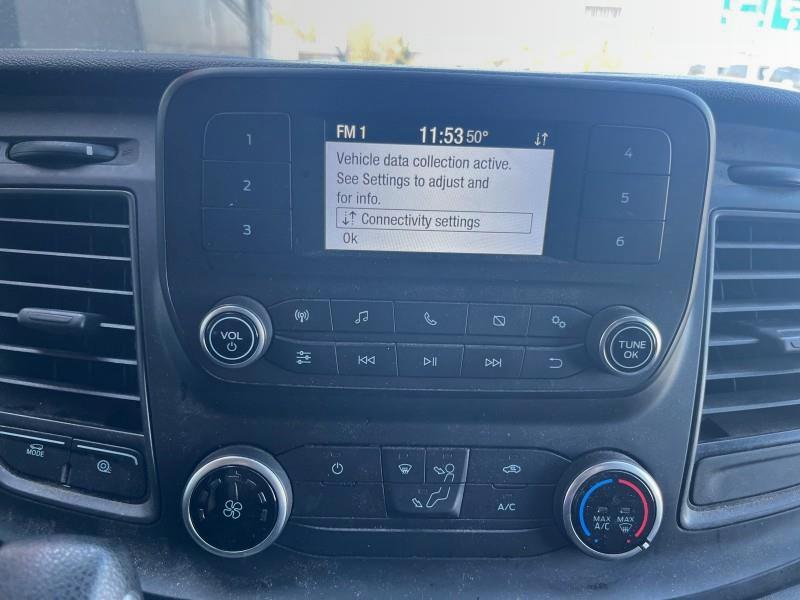 FM 1 11:53 50°
Vehicle data collection active.
See Settings to adjust and
for info.
Connectivity settings
Ok
1
2
3
4
5
6
VOL
TUNE
OK
MODE
A/C
MAX
A/C
MAX